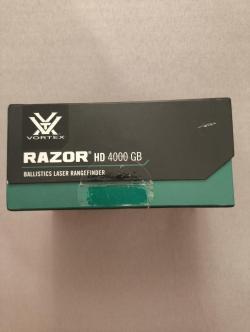 VORTEX
RAZOR® HD 4000 GB
BALLISTICS LASER RANGEFINDER